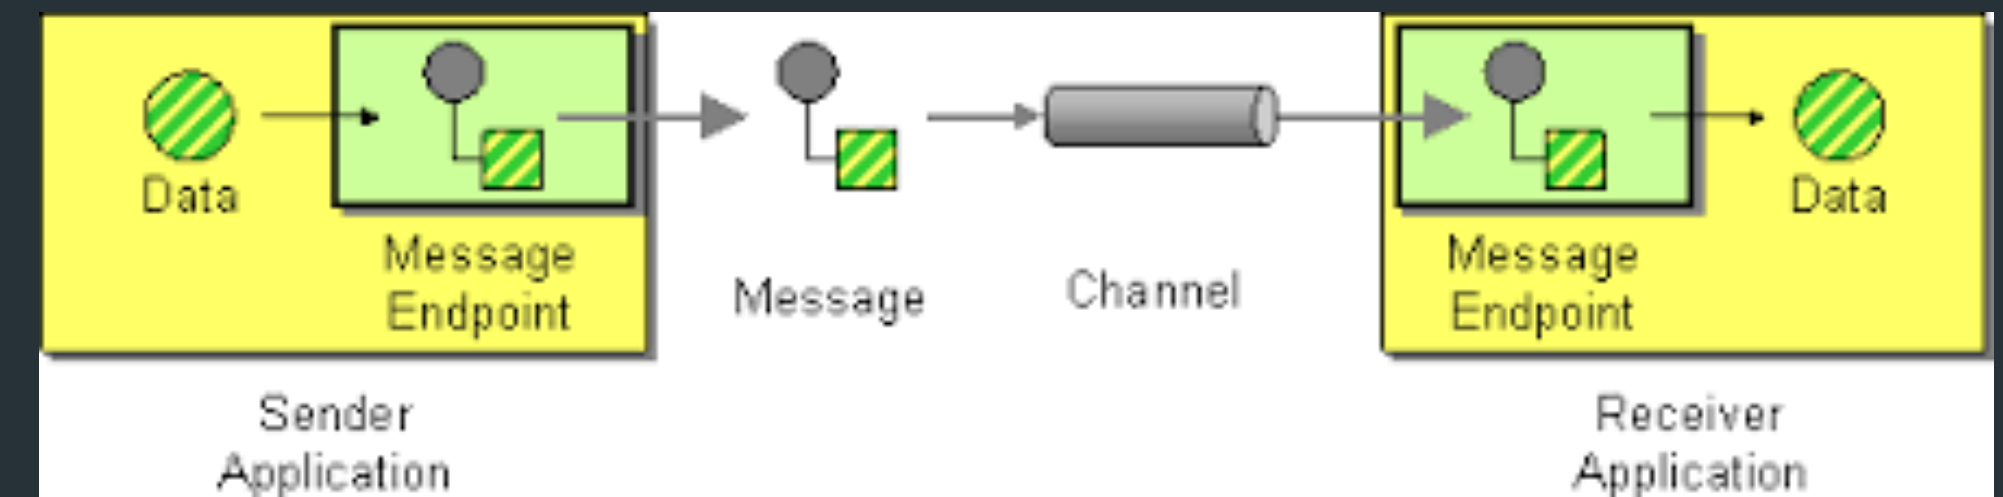 Data
Message
Endpoint
Message
Channel
Message
Endpoint
Data
Sender
Application
Receiver
Application